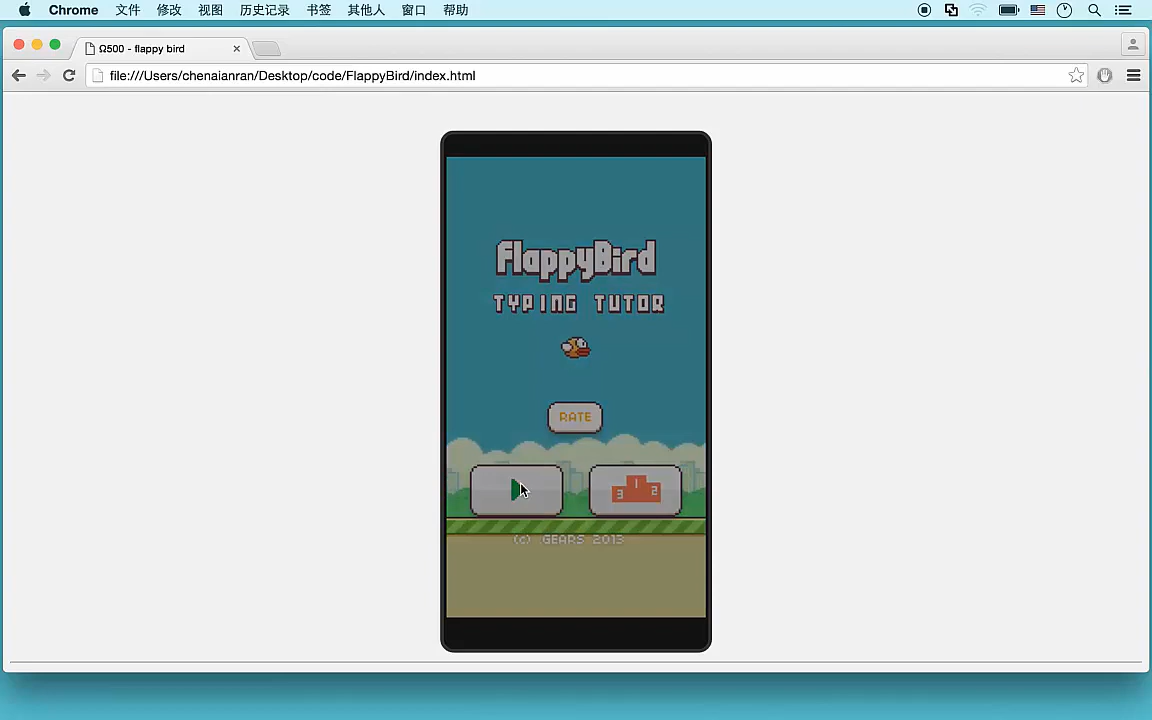 Chrome 文件 修改 视图 历史记录 书签 其他人 窗口 帮助
Ω500 - flappy bird
file:///Users/chenaianran/Desktop/code/FlappyBird/index.html
FlappyBird
TYPING TUTOR
RATE
3 1 2
(c) .GEARS 2013